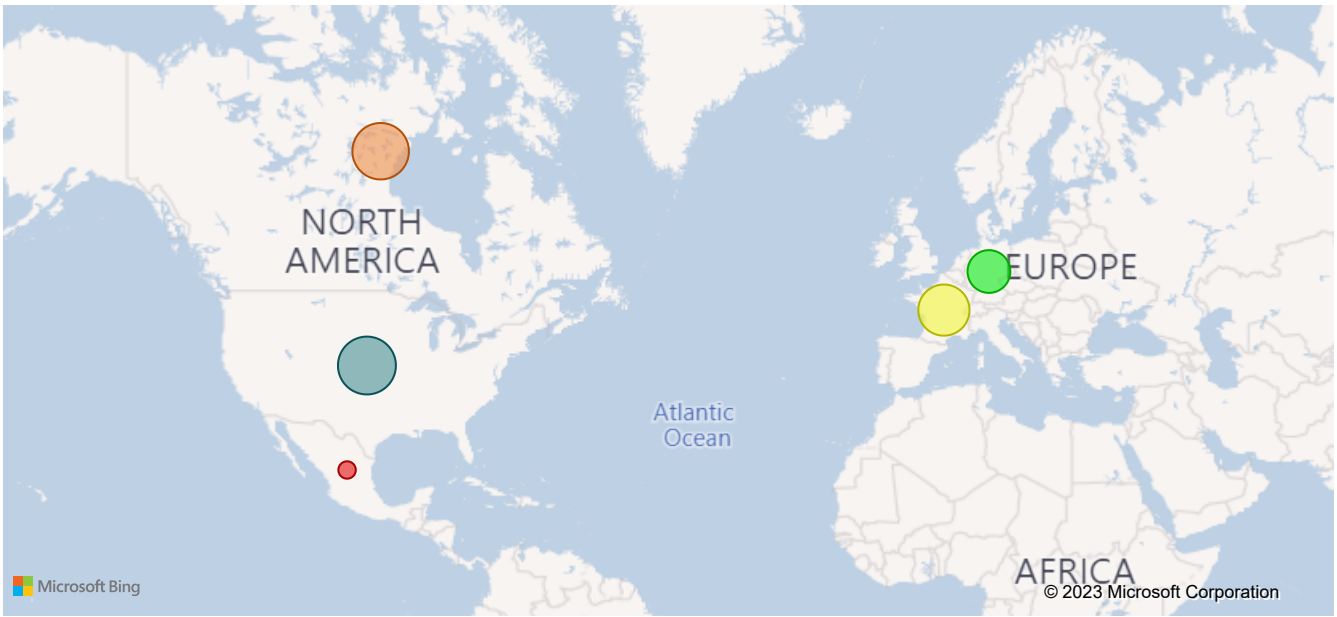 NORTH
AMERICA
EUROPE
Atlantic
Ocean
AFRICA
Microsoft Bing
© 2023 Microsoft Corporation